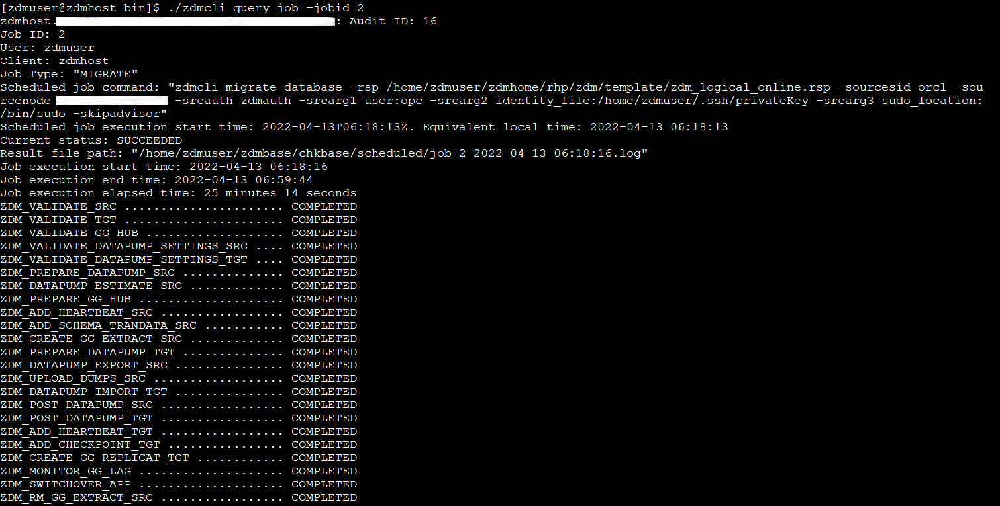 [zdmuser@zdmhost bin]$ ./zdmcli query job -jobid 2
zdmhost. : Audit ID: 16
Job ID: 2
User: zdmuser
Client: zdmhost
Job Type: "MIGRATE"
Scheduled job command: "zdmcli migrate database -rsp /home/zdmuser/zdmhome/rhp/zdm/template/zdm_logical_online.rsp -sourcesid orcl -sou
rcenode -srcauth zdmauth -srcarg1 user:opc -srcarg2 identity_file:/home/zdmuser/.ssh/privateKey -srcarg3 sudo_location:
/bin/sudo -skipadvisor"
Scheduled job execution start time: 2022-04-13T06:18:13Z. Equivalent local time: 2022-04-13 06:18:13
Current status: SUCCEEDED
Result file path: "/home/zdmuser/zdmbase/chkbase/scheduled/job-2-2022-04-13-06:18:16.log"
Job execution start time: 2022-04-13 06:18:16
Job execution end time: 2022-04-13 06:59:44
Job execution elapsed time: 25 minutes 14 seconds
ZDM_VALIDATE_SRC ...................... COMPLETED
ZDM_VALIDATE_TGT ...................... COMPLETED
ZDM_VALIDATE_GG_HUB ................... COMPLETED
ZDM_VALIDATE_DATAPUMP_SETTINGS_SRC .... COMPLETED
ZDM_VALIDATE_DATAPUMP_SETTINGS_TGT .... COMPLETED
ZDM_PREPARE_DATAPUMP_SRC .............. COMPLETED
ZDM_DATAPUMP_ESTIMATE_SRC ............. COMPLETED
ZDM_PREPARE_GG_HUB .................... COMPLETED
ZDM_ADD_HEARTBEAT_SRC ................. COMPLETED
ZDM_ADD_SCHEMA_TRANDATA_SRC ........... COMPLETED
ZDM_CREATE_GG_EXTRACT_SRC ............. COMPLETED
ZDM_PREPARE_DATAPUMP_TGT .............. COMPLETED
ZDM_DATAPUMP_EXPORT_SRC ............... COMPLETED
ZDM_UPLOAD_DUMPS_SRC .................. COMPLETED
ZDM_DATAPUMP_IMPORT_TGT ............... COMPLETED
ZDM_POST_DATAPUMP_SRC ................. COMPLETED
ZDM_POST_DATAPUMP_TGT ................. COMPLETED
ZDM_ADD_HEARTBEAT_TGT ................. COMPLETED
ZDM_ADD_CHECKPOINT_TGT ................ COMPLETED
ZDM_CREATE_GG_REPLICAT_TGT ............ COMPLETED
ZDM_MONITOR_GG_LAG .................... COMPLETED
ZDM_SWITCHOVER_APP .................... COMPLETED
ZDM_RM_GG_EXTRACT_SRC ................. COMPLETED